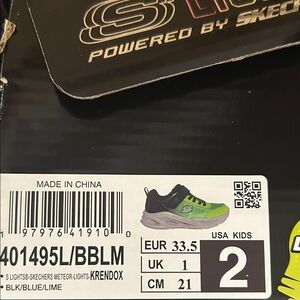 S
POWERED BY SKECH
MADE IN CHINA
1 97976 41910 0
401495L/BBLM
• S LIGHTS®-SKECHERS METEOR-LIGHTS-KRENDOX
• BLK/BLUE/LIME
EUR 33.5
UK 1
CM 21
USA KIDS
2